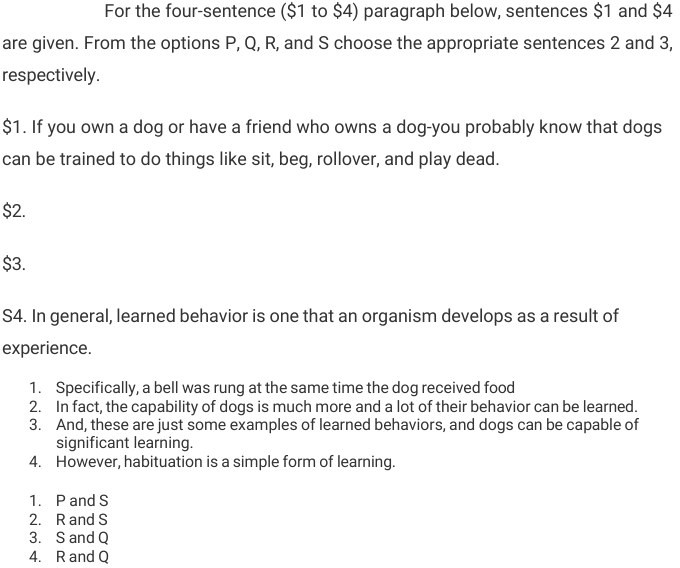 For the four-sentence ($1 to $4) paragraph below, sentences $1 and $4
are given. From the options P, Q, R, and S choose the appropriate sentences 2 and 3,
respectively.
$1. If you own a dog or have a friend who owns a dog-you probably know that dogs
can be trained to do things like sit, beg, rollover, and play dead.
$2.
$3.
S4. In general, learned behavior is one that an organism develops as a result of
experience.
1. Specifically, a bell was rung at the same time the dog received food
2. In fact, the capability of dogs is much more and a lot of their behavior can be learned.
3. And, these are just some examples of learned behaviors, and dogs can be capable of
significant learning.
4. However, habituation is a simple form of learning.
1. P and S
2. R and S
3. S and Q
4. R and Q